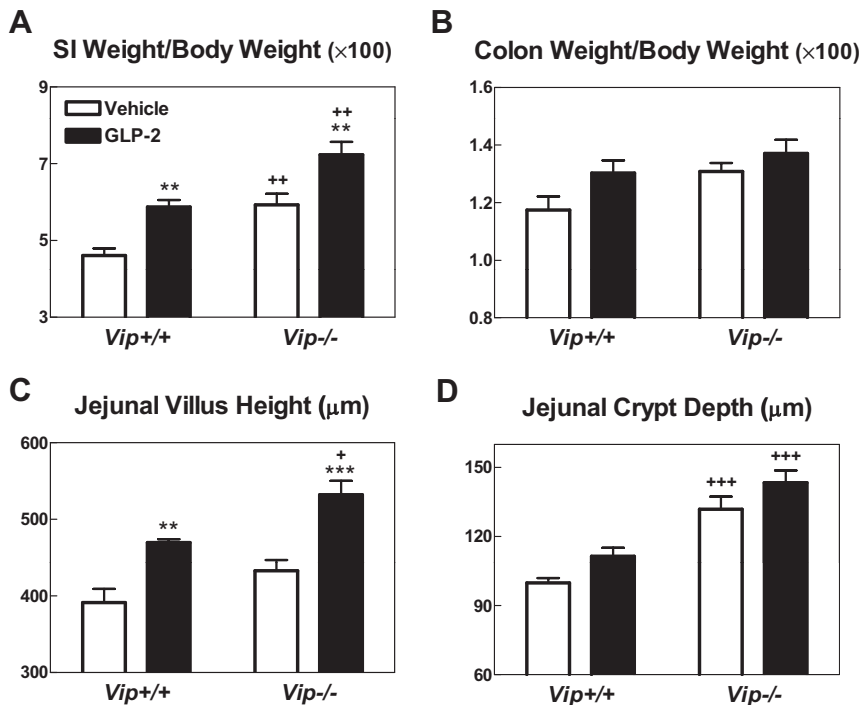 A
SI Weight/Body Weight (×100)
9
7
5
3
Vehicle
GLP-2
**
++
++
**
Vip+/+
Vip-/-
B
Colon Weight/Body Weight (×100)
1.6
1.4
1.2
1.0
0.8
Vip+/+
Vip-/-
C
Jejunal Villus Height (μm)
600
500
400
300
**
+
***
Vip+/+
Vip-/-
D
Jejunal Crypt Depth (μm)
150
120
90
60
+++
+++
Vip+/+
Vip-/-